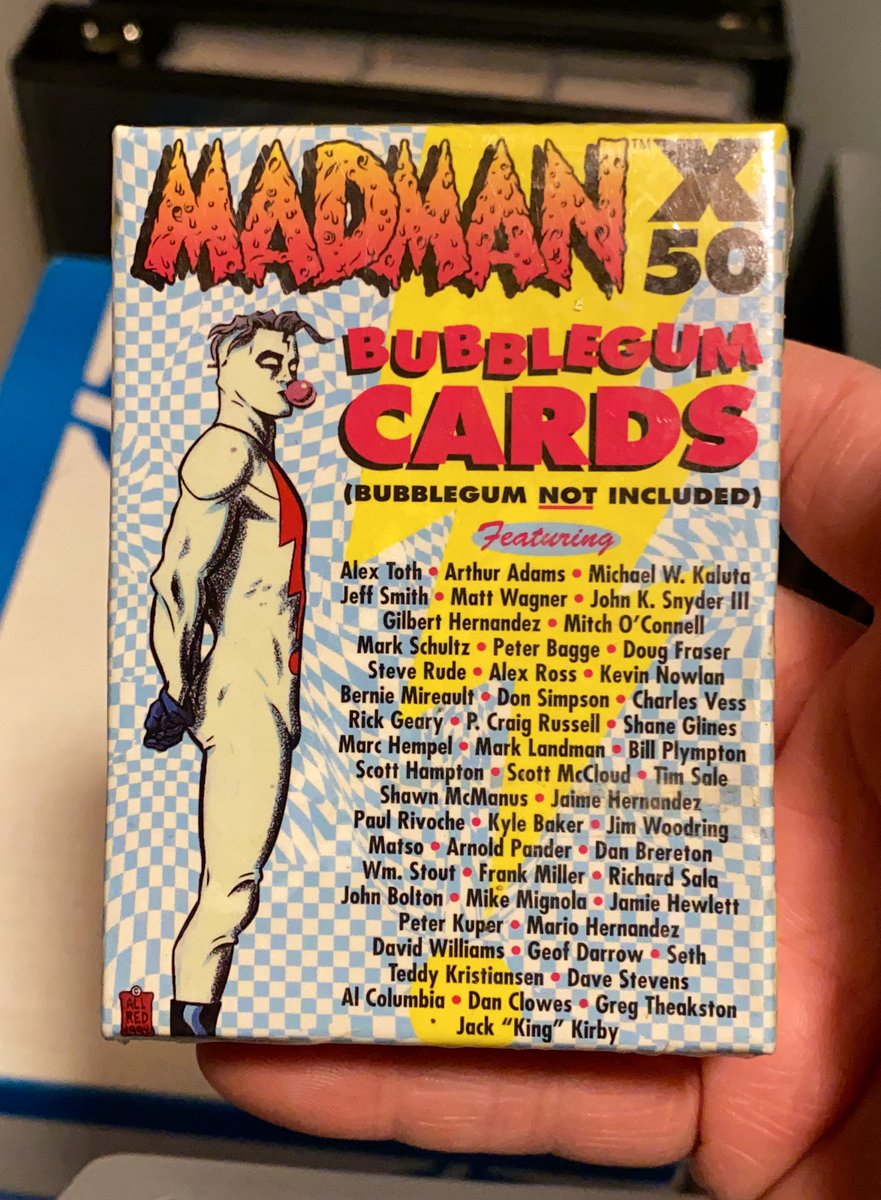 MADMAN™ X
50
BUBBLEGUM
CARDS
(BUBBLEGUM NOT INCLUDED)
Featuring
Alex Toth • Arthur Adams • Michael W. Kaluta
Jeff Smith • Matt Wagner • John K. Snyder III
Gilbert Hernandez • Mitch O'Connell
Mark Schultz • Peter Bagge • Doug Fraser
Steve Rude • Alex Ross • Kevin Nowlan
Bernie Mireault • Don Simpson • Charles Vess
Rick Geary • P. Craig Russell • Shane Glines
Marc Hempel • Mark Landman • Bill Plympton
Scott Hampton • Scott McCloud • Tim Sale
Shawn McManus • Jaime Hernandez
Paul Rivoche • Kyle Baker • Jim Woodring
Matso • Arnold Pander • Dan Brereton
Wm. Stout • Frank Miller • Richard Sala
John Bolton • Mike Mignola • Jamie Hewlett
Peter Kuper • Mario Hernandez
David Williams • Geof Darrow • Seth
Teddy Kristiansen • Dave Stevens
Al Columbia • Dan Clowes • Greg Theakston
Jack "King" Kirby
©
ALL
RED
1994